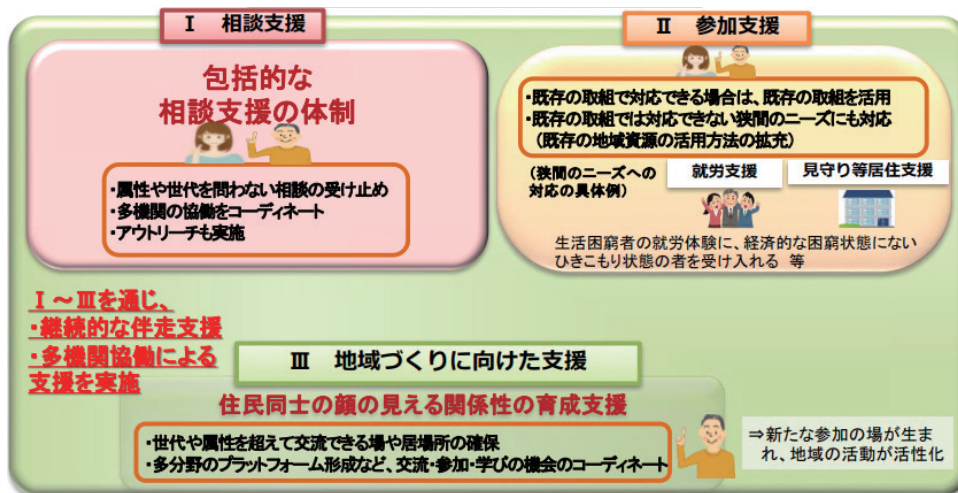 Ⅰ　相談支援
包括的な
相談支援の体制
・属性や世代を問わない相談の受け止め
・多機関の協働をコーディネート
・アウトリーチも実施
Ⅱ　参加支援
・既存の取組で対応できる場合は、既存の取組を活用
・既存の取組では対応できない狭間のニーズにも対応
（既存の地域資源の活用方法の拡充）
（狭間のニーズへの
対応の具体例）
就労支援
見守り等居住支援
生活困窮者の就労体験に、経済的な困窮状態にない
ひきこもり状態の者を受け入れる　等
Ⅰ～Ⅲを通じ、
・継続的な伴走支援
・多機関協働による
支援を実施
Ⅲ　地域づくりに向けた支援
住民同士の顔の見える関係性の育成支援
・世代や属性を超えて交流できる場や居場所の確保
・多分野のプラットフォーム形成など、交流・参加・学びの機会のコーディネート
⇒新たな参加の場が生ま
れ、地域の活動が活性化